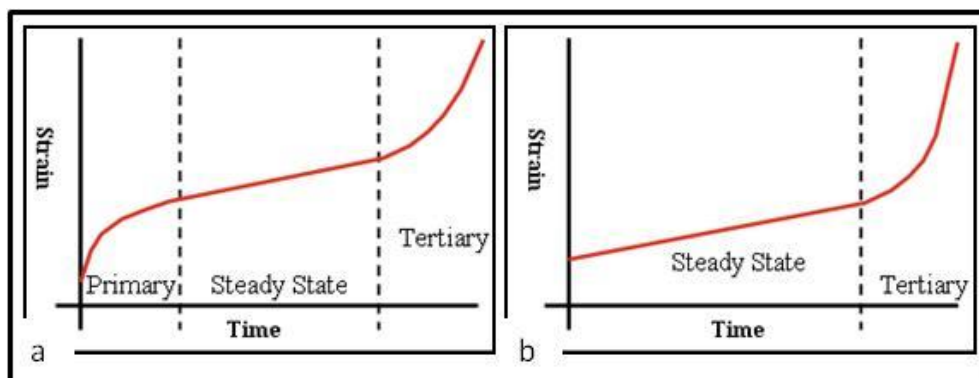 Strain
Primary
Steady State
Tertiary
Time
a
Strain
Steady State
Tertiary
Time
b